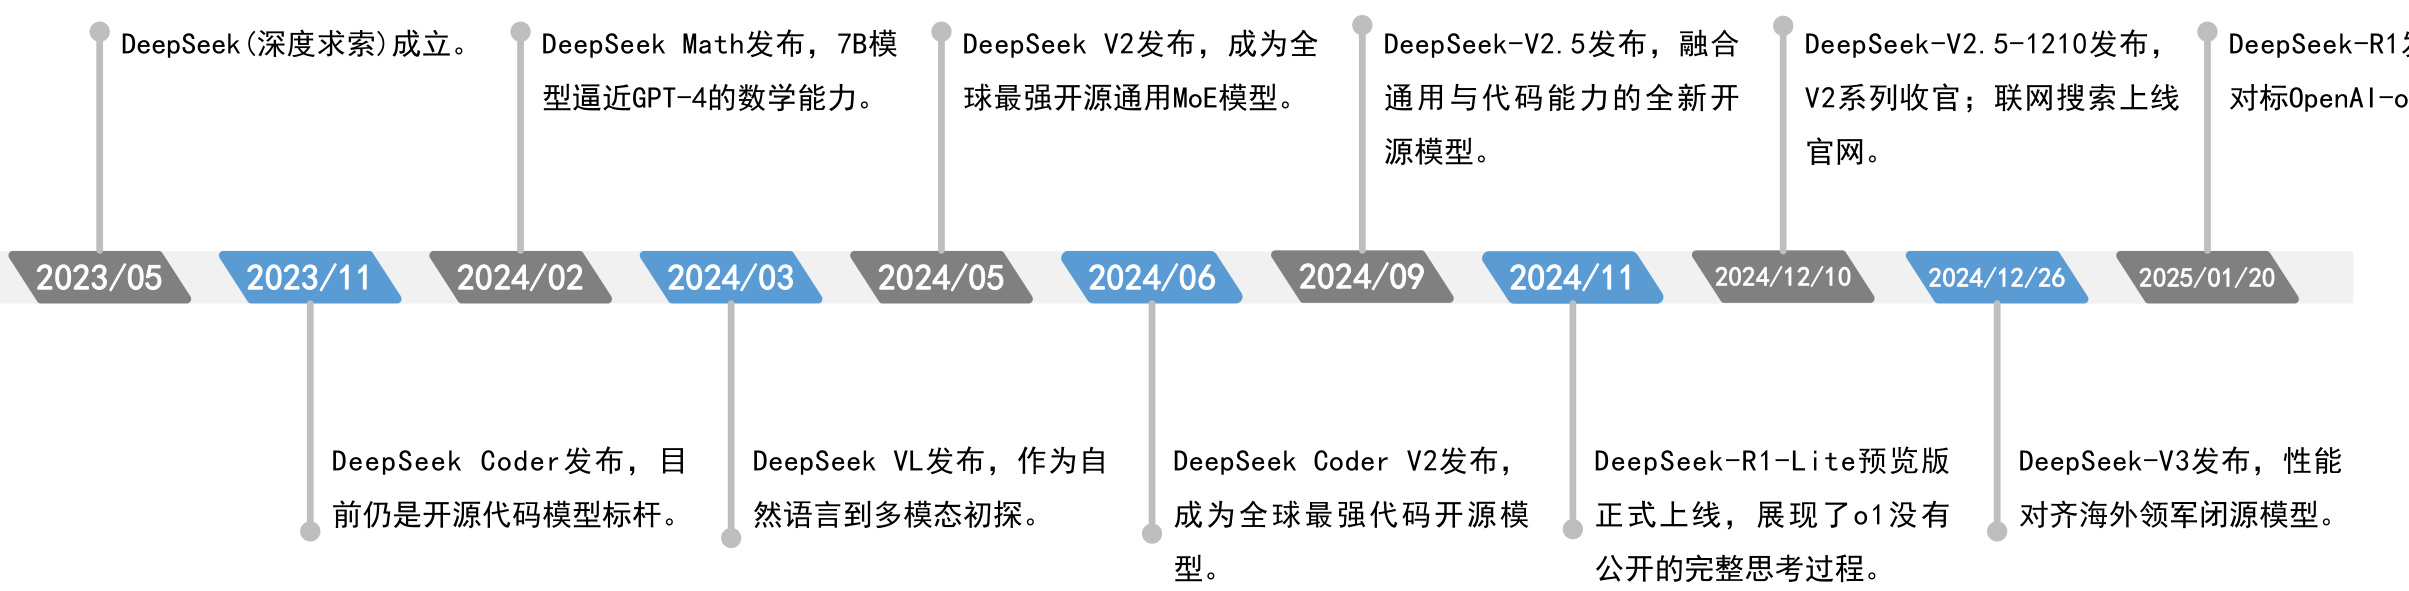 DeepSeek(深度求索)成立。
DeepSeek Math发布，7B模
型逼近GPT-4的数学能力。
DeepSeek V2发布，成为全
球最强开源通用MoE模型。
DeepSeek-V2.5发布，融合
通用与代码能力的全新开
源模型。
DeepSeek-V2.5-1210发布，
V2系列收官；联网搜索上线
官网。
DeepSeek-R1
对标OpenAI-o
2023/05
2023/11
2024/02
2024/03
2024/05
2024/06
2024/09
2024/11
2024/12/10
2024/12/26
2025/01/20
DeepSeek Coder发布，目
前仍是开源代码模型标杆。
DeepSeek VL发布，作为自
然语言到多模态初探。
DeepSeek Coder V2发布，
成为全球最强代码开源模
型。
DeepSeek-R1-Lite预览版
正式上线，展现了o1没有
公开的完整思考过程。
DeepSeek-V3发布，性能
对齐海外领军闭源模型。